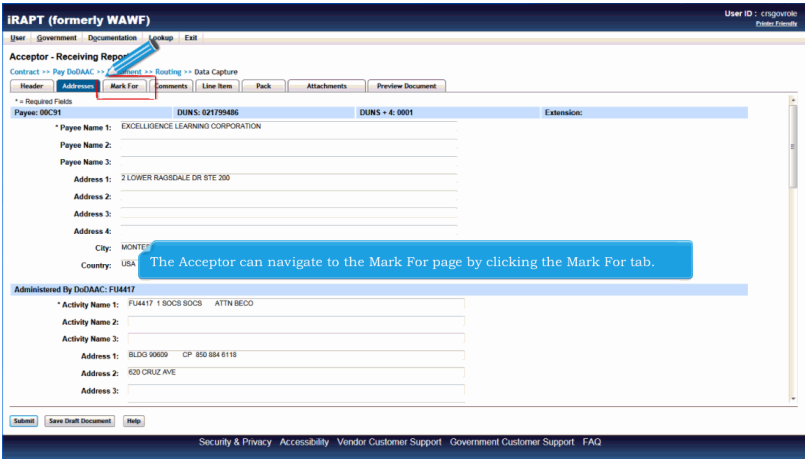 iRAPT (formerly WAWF)
User ID : crsgovrole
Printer Friendly
User Government Documentation Lookup Exit
Acceptor - Receiving Repo
Contract >> Pay DoDAAC >> ment >> Routing >> Data Capture
Header Addresses Mark For Comments Line Item Pack Attachments Preview Document
* = Required Fields
Payee: 00C91 DUNS: 021799486 DUNS + 4: 0001 Extension:
* Payee Name 1: EXCELLIGENCE LEARNING CORPORATION
Payee Name 2:
Payee Name 3:
Address 1: 2 LOWER RAGSDALE DR STE 200
Address 2:
Address 3:
Address 4:
City: MONTE
Country: USA
The Acceptor can navigate to the Mark For page by clicking the Mark For tab.
Administered By DoDAAC: FU4417
* Activity Name 1: FU4417 1 SOCS SOCS ATTN BECO
Activity Name 2:
Activity Name 3:
Address 1: BLDG 90609 CP 850 884 6118
Address 2: 620 CRUZ AVE
Address 3:
Submit Save Draft Document Help
Security & Privacy Accessibility Vendor Customer Support Government Customer Support FAQ